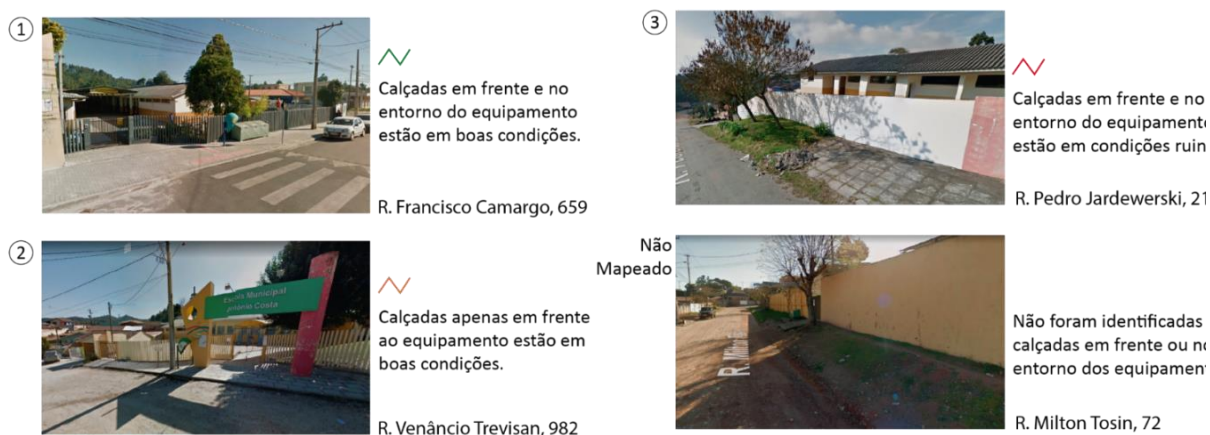 1
Calçadas em frente e no
entorno do equipamento
estão em boas condições.
R. Francisco Camargo, 659
2
Escola Municipal
Antônio Costa
Calçadas apenas em frente
ao equipamento estão em
boas condições.
R. Venâncio Trevisan, 982
3
Calçadas em frente e no
entorno do equipamento
estão em condições ruin
R. Pedro Jardewerski, 21
Não
Mapeado
R. Milton
Não foram identificadas
calçadas em frente ou no
entorno dos equipament
R. Milton Tosin, 72